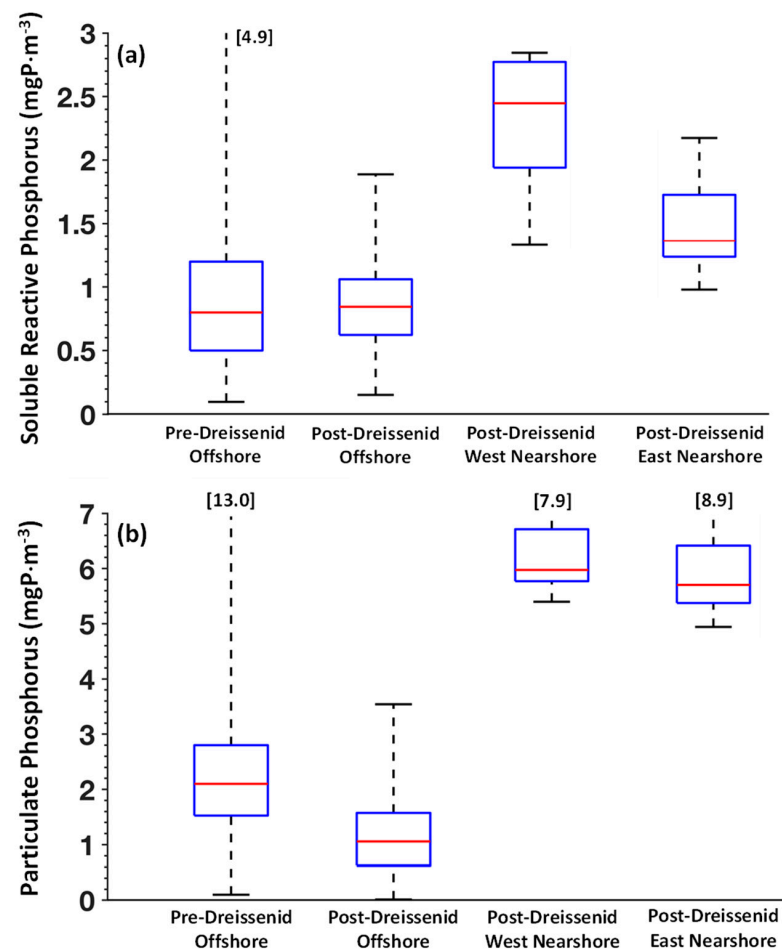 Soluble Reactive Phosphorus (mgP·m-³)
(a)
[4.9]
3
2.5
2
1.5
1
0.5
0
Pre-Dreissenid
Offshore
Post-Dreissenid
Offshore
Post-Dreissenid
West Nearshore
Post-Dreissenid
East Nearshore
Particulate Phosphorus (mgP·m-³)
(b)
[13.0]
[7.9]
[8.9]
7
6
5
4
3
2
1
0
Pre-Dreissenid
Offshore
Post-Dreissenid
Offshore
Post-Dreissenid
West Nearshore
Post-Dreissenid
East Nearshore